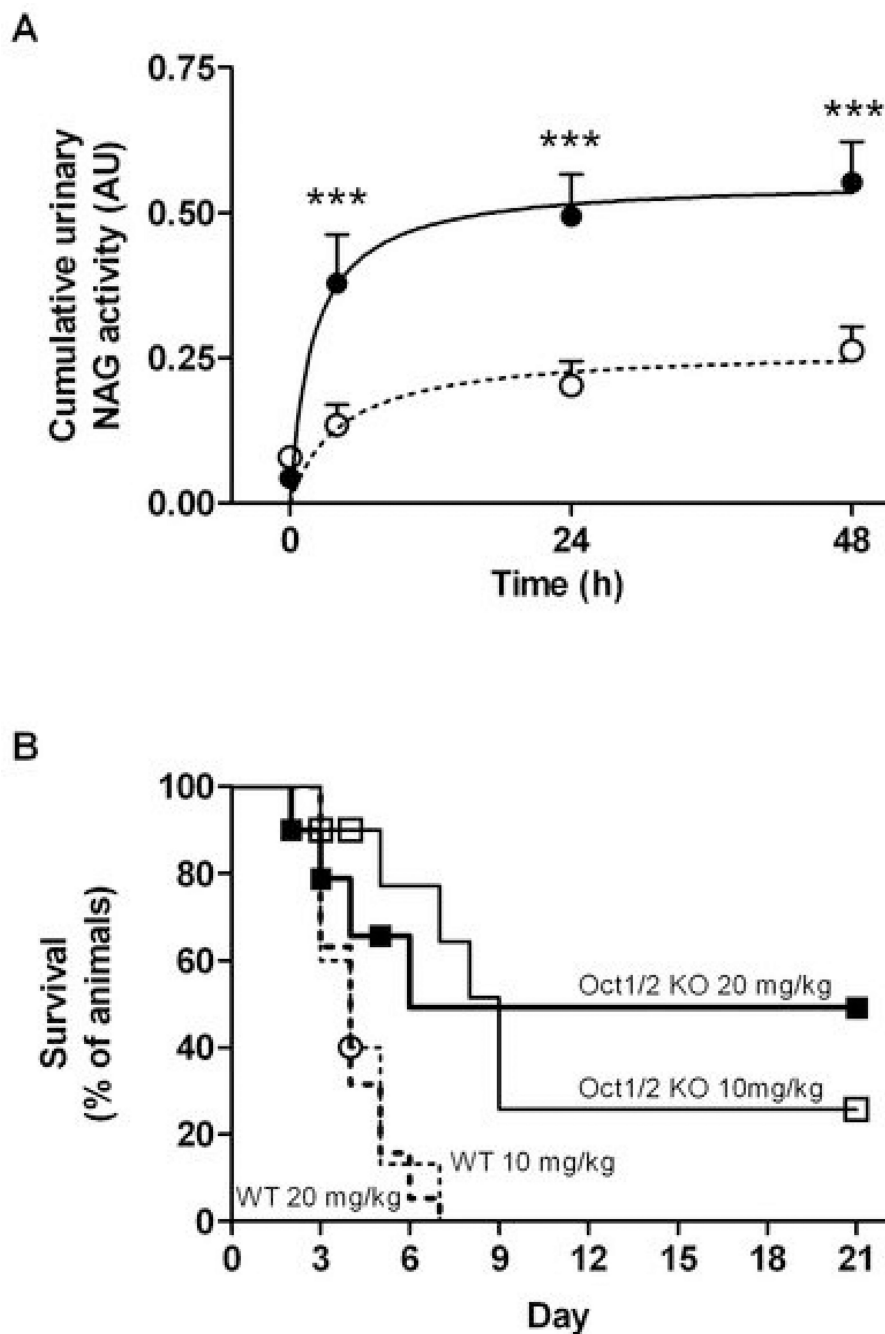 A
0.75
0.50
0.25
0.00
Cumulative urinary
NAG activity (AU)
***
***
***
0
24
48
Time (h)
B
100
80
60
40
20
0
Survival
(% of animals)
Oct1/2 KO 20 mg/kg
Oct1/2 KO 10mg/kg
WT 10 mg/kg
WT 20 mg/kg
0
3
6
9
12
15
18
21
Day